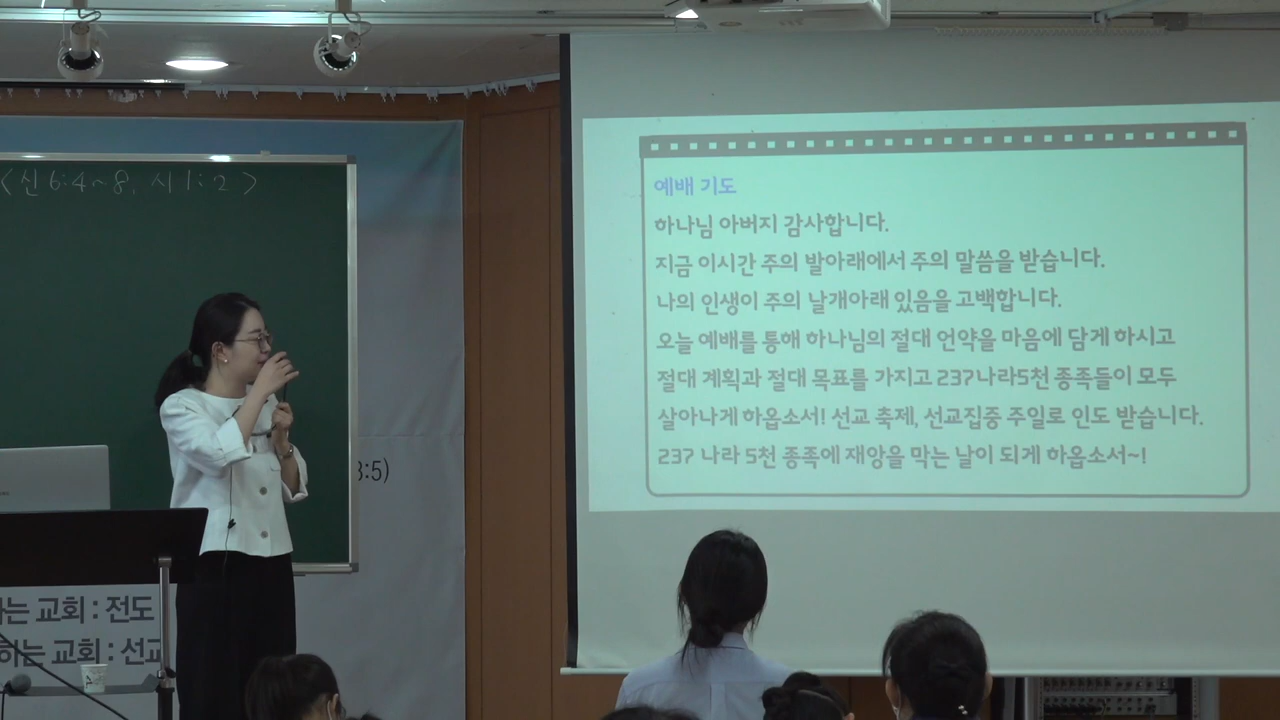 <신 6:4~8, 시 1:2>
예배 기도
하나님 아버지 감사합니다.
지금 이시간 주의 발아래에서 주의 말씀을 받습니다.
나의 인생이 주의 날개아래 있음을 고백합니다.
오늘 예배를 통해 하나님의 절대 언약을 마음에 담게 하시고
절대 계획과 절대 목표를 가지고 237나라5천 종족들이 모두
살아나게 하옵소서! 선교 축제, 선교집중 주일로 인도 받습니다.
237 나라 5천 종족에 재앙을 막는 날이 되게 하옵소서~!
:5)
는 교회 : 전도
하는 교회 : 선교